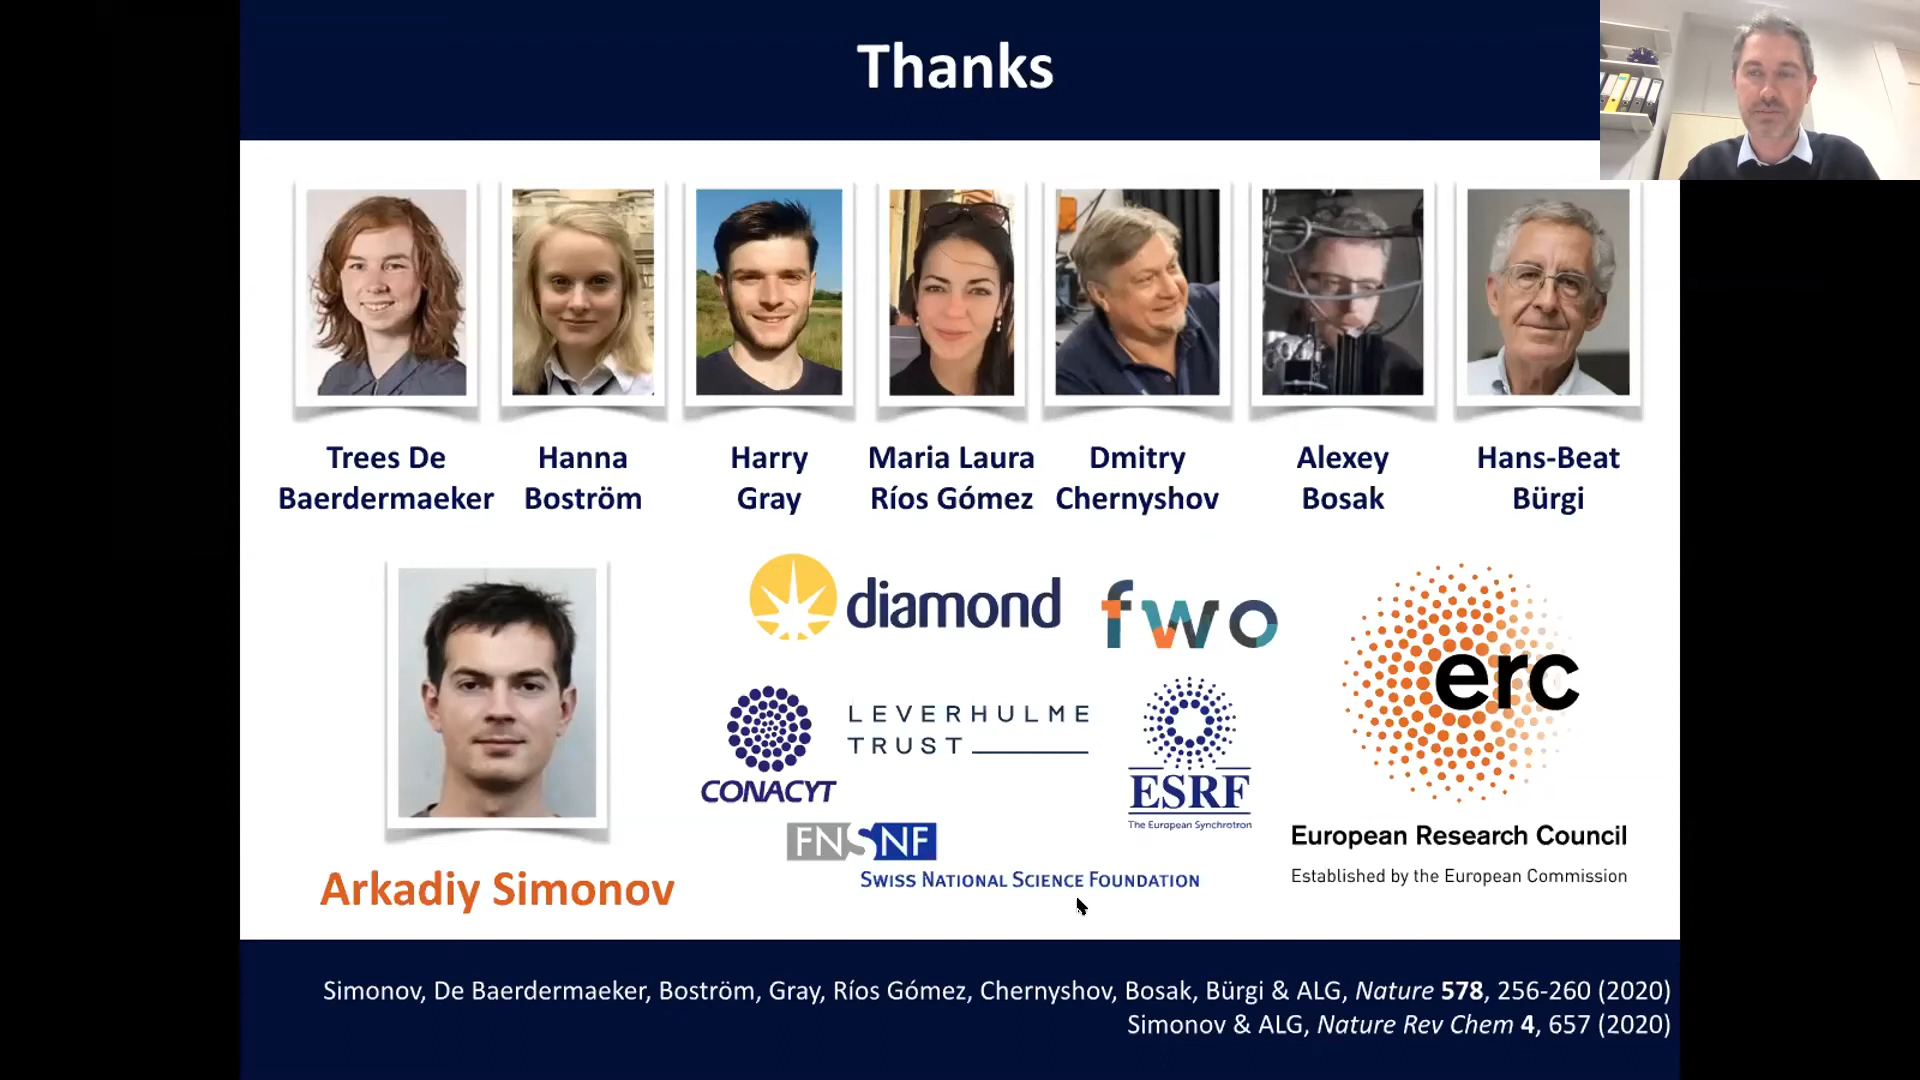 Thanks
Trees De
Baerdermaeker
Hanna
Boström
Harry
Gray
Maria Laura
Ríos Gómez
Dmitry
Chernyshov
Alexey
Bosak
Hans-Beat
Bürgi
Arkadiy Simonov
diamond
fwo
CONACYT
LEVERHULME
TRUST
ESRF
The European Synchrotron
FNSNF
SWISS NATIONAL SCIENCE FOUNDATION
erc
European Research Council
Established by the European Commission
Simonov, De Baerdermaeker, Boström, Gray, Ríos Gómez, Chernyshov, Bosak, Bürgi & ALG, Nature 578, 256-260 (2020)
Simonov & ALG, Nature Rev Chem 4, 657 (2020)